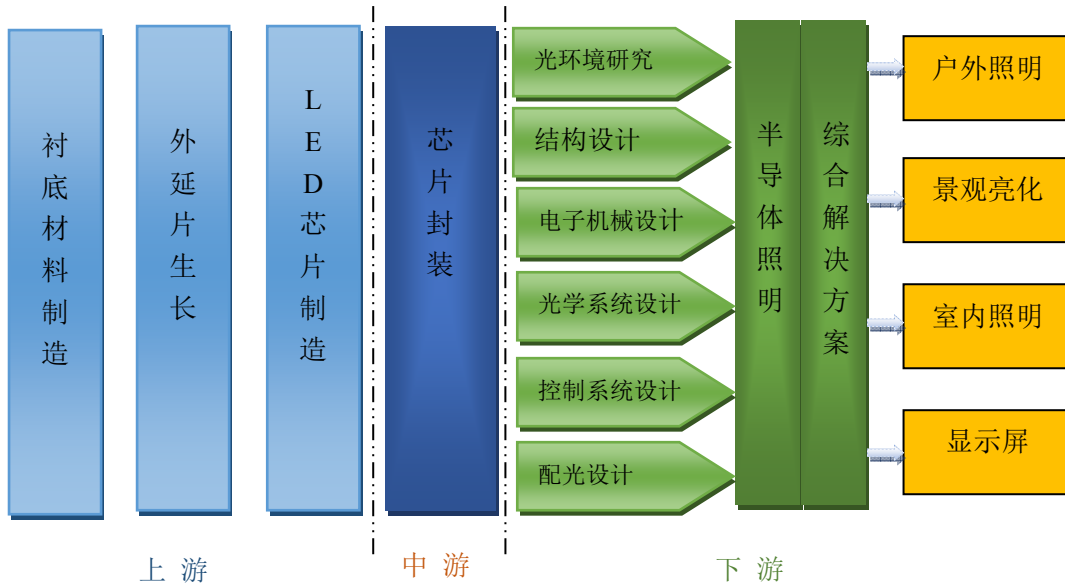 衬底材料制造
外延片生长
LED芯片制造
芯片封装
光环境研究
结构设计
电子机械设计
光学系统设计
控制系统设计
配光设计
半导体照明
综合解决方案
户外照明
景观亮化
室内照明
显示屏
上游
中游
下游